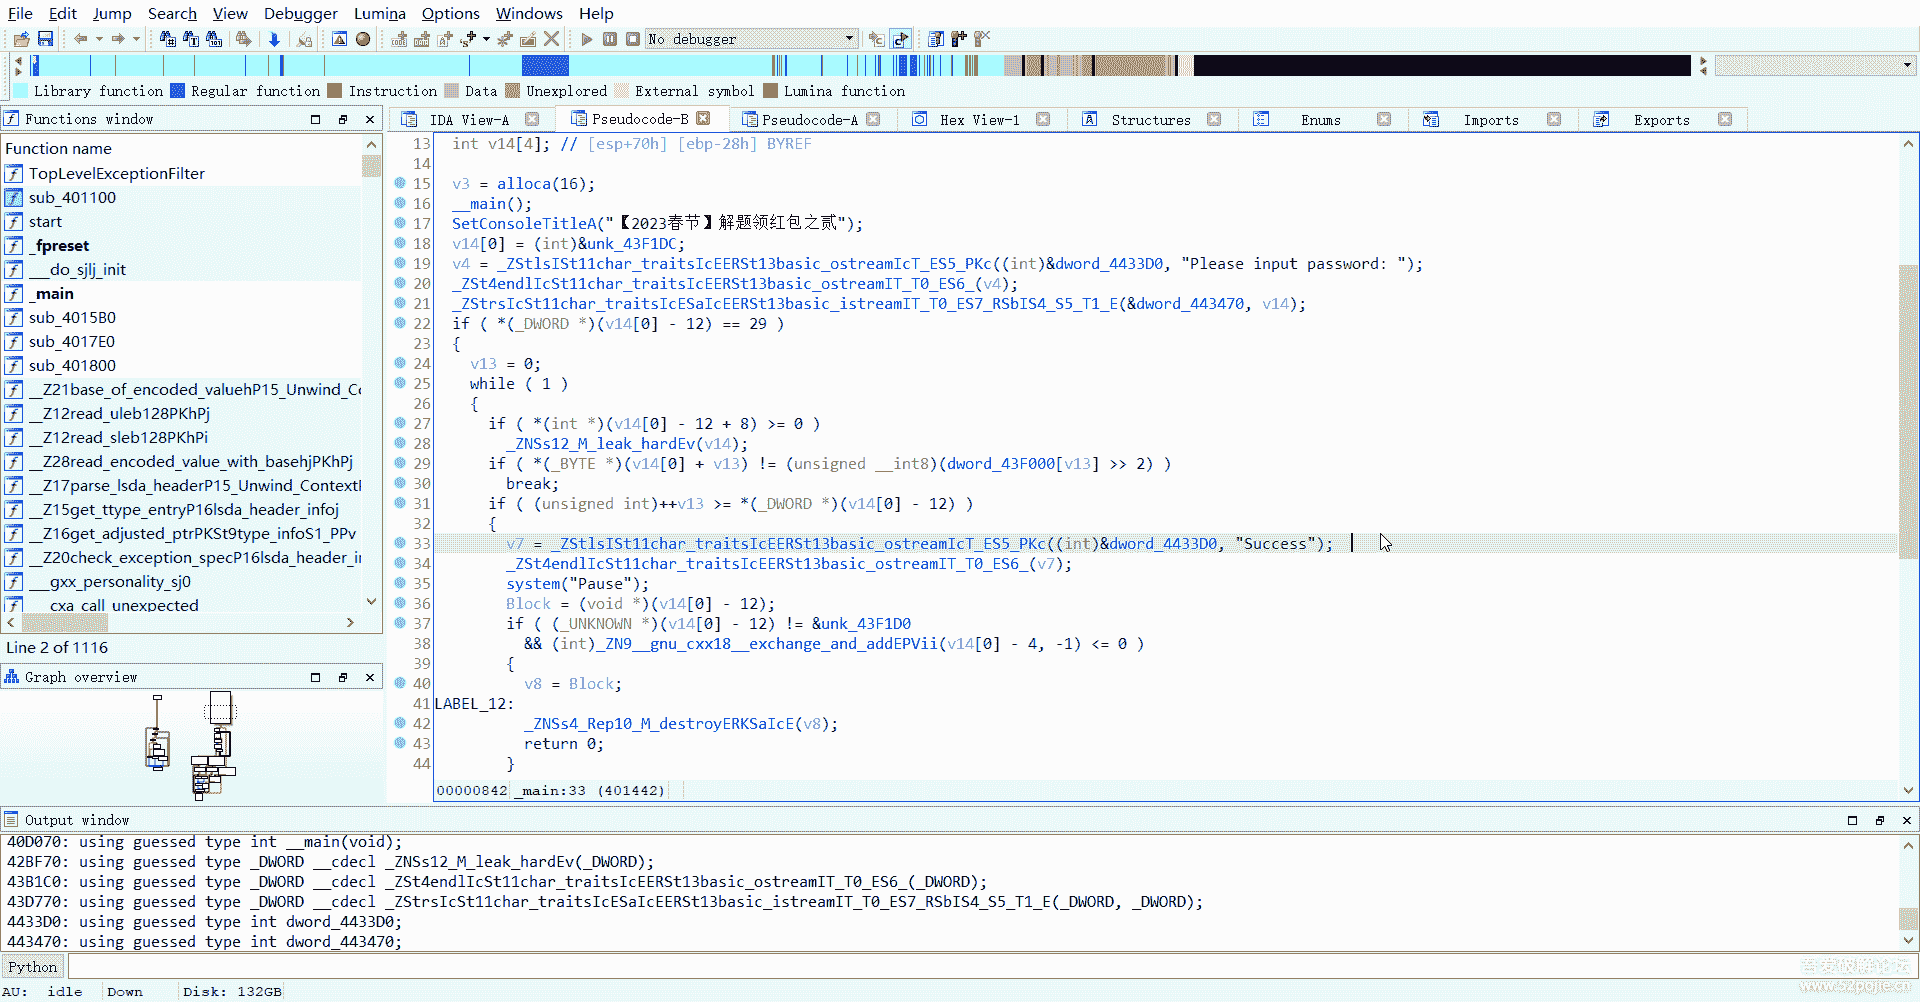 File Edit Jump Search View Debugger Lumina Options Windows Help
No debugger
Library function Regular function Instruction Data Unexplored External symbol Lumina function
Functions window
IDA View-A Pseudocode-B Pseudocode-A Hex View-1 Structures Enums Imports Exports
Function name
TopLevelExceptionFilter
sub_401100
start
_fpreset
___do_sjlj_init
_main
sub_4015B0
sub_4017E0
sub_401800
__Z21base_of_encoded_valuehP15_Unwind_Co
__Z12read_uleb128PKhPj
__Z12read_sleb128PKhPi
__Z28read_encoded_value_with_basehjPKhPj
__Z17parse_lsda_headerP15_Unwind_Context
__Z15get_ttype_entryP16lsda_header_infoj
__Z16get_adjusted_ptrPKSt9type_infoS1_PPv
__Z20check_exception_specP16lsda_header_i
___gxx_personality_sj0
___cxa_call_unexpected
Line 2 of 1116
Graph overview
13 int v14[4]; // [esp+70h] [ebp-28h] BYREF
14
15 v3 = alloca(16);
16 __main();
17 SetConsoleTitleA("【2023春节】解题领红包之贰");
18 v14[0] = (int)&unk_43F1DC;
19 v4 = _ZStlsISt11char_traitsIcEERSt13basic_ostreamIcT_ES5_PKc((int)&dword_4433D0, "Please input password: ");
20 _ZSt4endlIcSt11char_traitsIcEERSt13basic_ostreamIT_T0_ES6_(v4);
21 _ZStrsIcSt11char_traitsIcESaIcEERSt13basic_istreamIT_T0_ES7_RSbIS4_S5_T1_E(&dword_443470, v14);
22 if ( *(_DWORD *)(v14[0] - 12) == 29 )
23 {
24 v13 = 0;
25 while ( 1 )
26 {
27 if ( *(int *)(v14[0] - 12 + 8) >= 0 )
28 _ZNSs12_M_leak_hardEv(v14);
29 if ( *(_BYTE *)(v14[0] + v13) != (unsigned __int8)(dword_43F000[v13] >> 2) )
30 break;
31 if ( (unsigned int)++v13 >= *(_DWORD *)(v14[0] - 12) )
32 {
33 v7 = _ZStlsISt11char_traitsIcEERSt13basic_ostreamIcT_ES5_PKc((int)&dword_4433D0, "Success");
34 _ZSt4endlIcSt11char_traitsIcEERSt13basic_ostreamIT_T0_ES6_(v7);
35 system("Pause");
36 Block = (void *)(v14[0] - 12);
37 if ( (_UNKNOWN *)(v14[0] - 12) != &unk_43F1D0
38 && (int)_ZN9__gnu_cxx18__exchange_and_addEPVii(v14[0] - 4, -1) <= 0 )
39 {
40 v8 = Block;
41 LABEL_12:
42 _ZNSs4_Rep10_M_destroyERKSaIcE(v8);
43 return 0;
44 }
00000842 _main:33 (401442)
Output window
40D070: using guessed type int __main(void);
42BF70: using guessed type _DWORD __cdecl _ZNSs12_M_leak_hardEv(_DWORD);
43B1C0: using guessed type _DWORD __cdecl _ZSt4endlIcSt11char_traitsIcEERSt13basic_ostreamIT_T0_ES6_(_DWORD);
43D770: using guessed type _DWORD __cdecl _ZStrsIcSt11char_traitsIcESaIcEERSt13basic_istreamIT_T0_ES7_RSbIS4_S5_T1_E(_DWORD, _DWORD);
4433D0: using guessed type int dword_4433D0;
443470: using guessed type int dword_443470;
Python
吾爱破解论坛
www.52pojie.cn
AU: idle Down Disk: 132GB